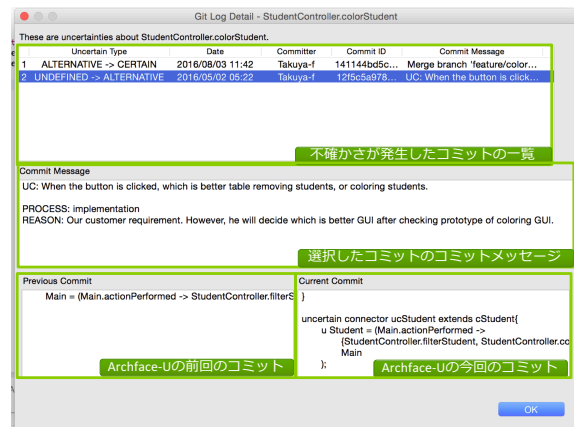 Git Log Detail - StudentController.colorStudent
These are uncertainties about StudentController.colorStudent.
Uncertain Type Date Committer Commit ID Commit Message
1 ALTERNATIVE -> CERTAIN 2016/08/03 11:42 Takuya-f 141144bd5c... Merge branch 'feature/color...
2 UNDEFINED -> ALTERNATIVE 2016/05/02 05:22 Takuya-f 12f5c5a978... UC: When the button is click...
不確かさが発生したコミットの一覧
Commit Message
UC: When the button is clicked, which is better table removing students, or coloring students.
PROCESS: implementation
REASON: Our customer requirement. However, he will decide which is better GUI after checking prototype of coloring GUI.
選択したコミットのコミットメッセージ
Previous Commit
Main = (Main.actionPerformed -> StudentController.filterS
Archface-Uの前回のコミット
Current Commit
}
uncertain connector ucStudent extends cStudent{
u Student = (Main.actionPerformed ->
{StudentController.filterStudent, StudentController.co
Main
);
Archface-Uの今回のコミット
OK